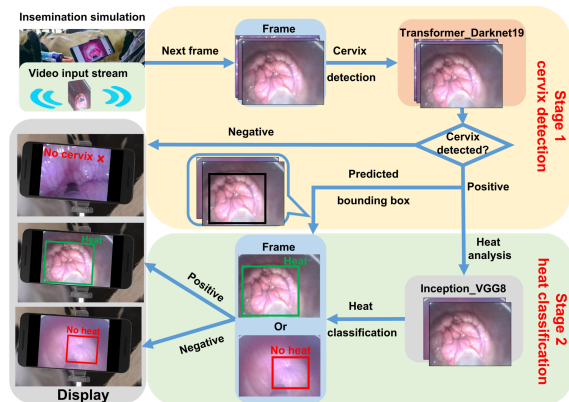 Insemination simulation
Video input stream
Next frame
Frame
Cervix
detection
Transformer_Darknet19
Stage 1
cervix detection
Cervix
detected?
Negative
No cervix ×
Predicted
bounding box
Positive
Heat
analysis
Frame
Heat
Or
No heat
Heat
classification
Inception_VGG8
Stage 2
heat classification
Positive
Negative
Heat
No heat
Display